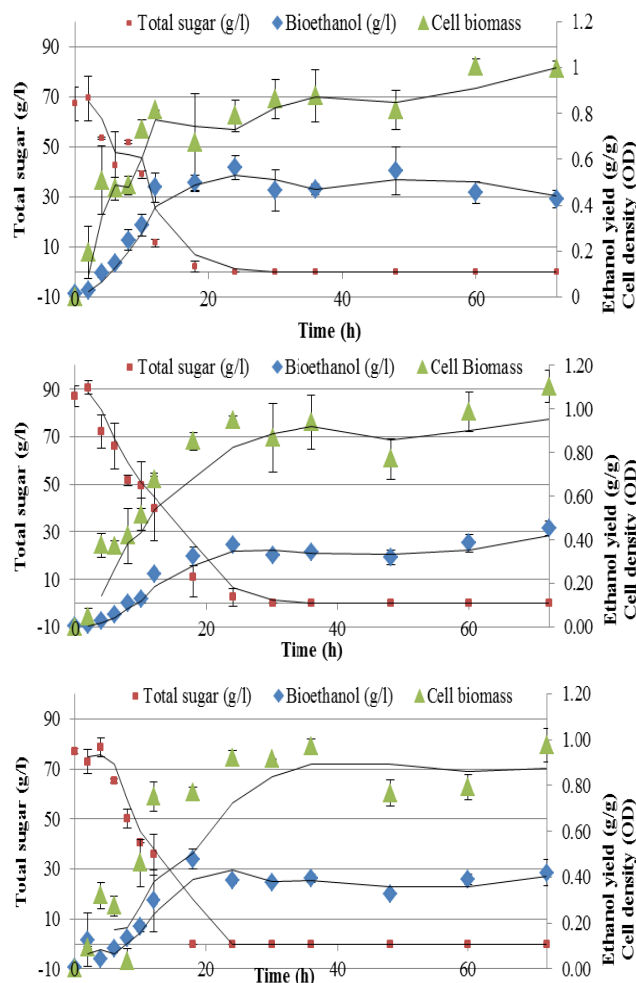 Total sugar (g/l) Bioethanol (g/l) Cell biomass
Total sugar (g/l)
90
70
50
30
10
-10
0 20 40 60
Time (h)
1.2
1
0.8
0.6
0.4
0.2
0
Ethanol yield (g/g)
Cell density (OD)
Total sugar (g/l) Bioethanol (g/l) Cell Biomass
Total sugar (g/l)
90
70
50
30
10
-10
0 20 40 60
Time (h)
1.20
1.00
0.80
0.60
0.40
0.20
0.00
Ethanol yield (g/g)
Cell density (OD)
Total sugar (g/l) Bioethanol (g/l) Cell biomass
Total sugar (g/l)
90
70
50
30
10
-10
0 20 40 60
Time (h)
1.20
1.00
0.80
0.60
0.40
0.20
0.00
Ethanol yield (g/g)
Cell density (OD)